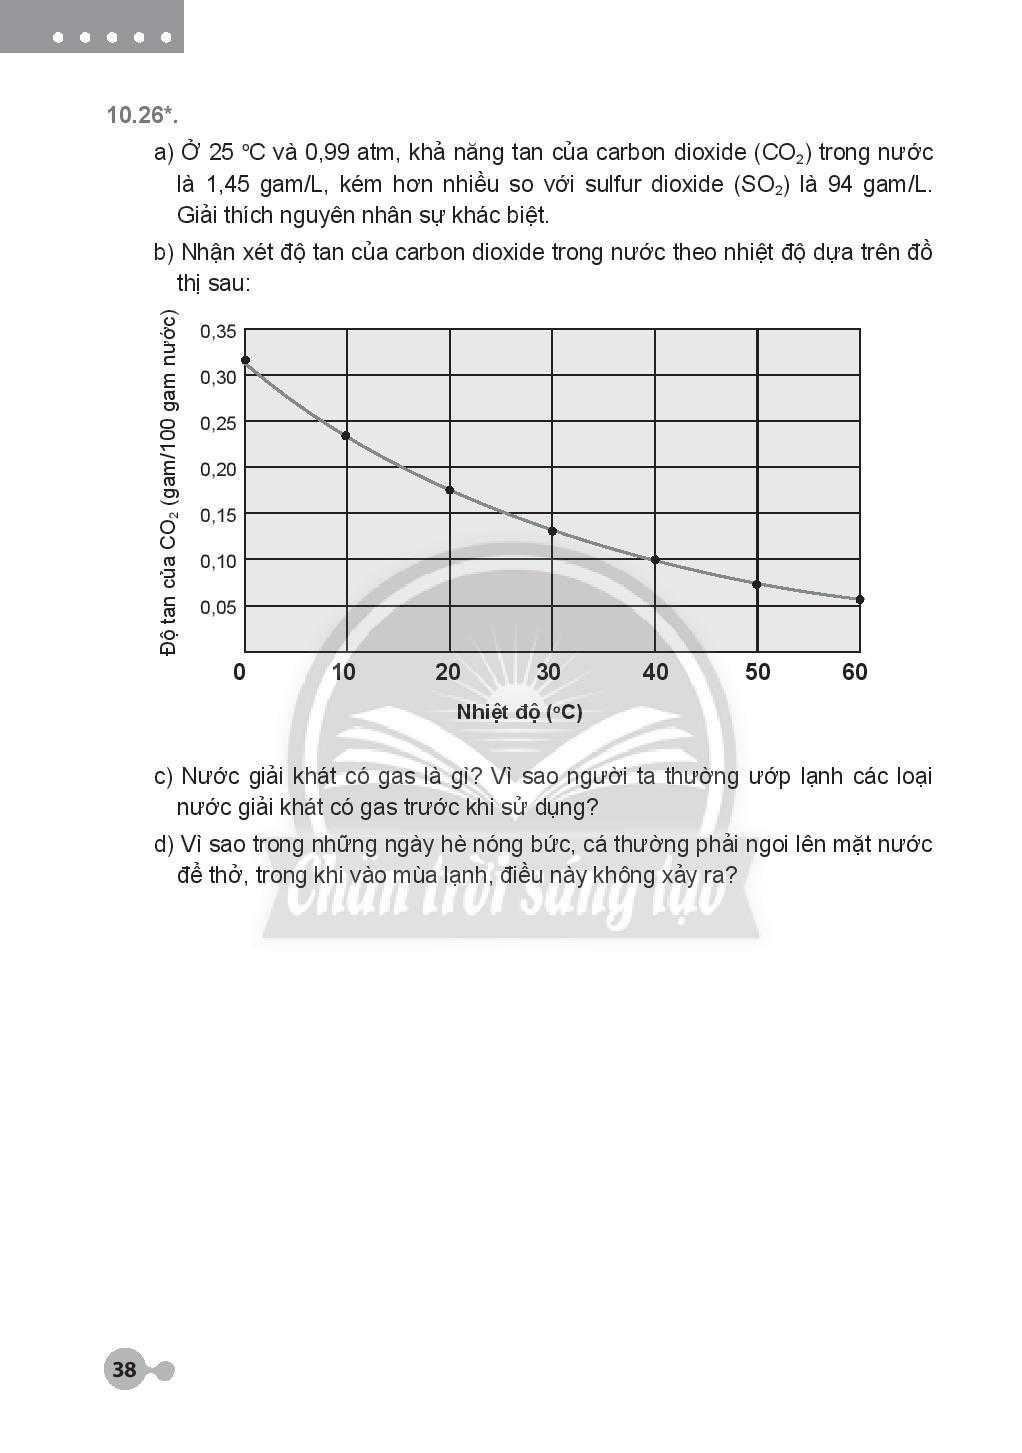 10.26*.
a) Ở 25 ºC và 0,99 atm, khả năng tan của carbon dioxide (CO₂) trong nước
là 1,45 gam/L, kém hơn nhiều so với sulfur dioxide (SO₂) là 94 gam/L.
Giải thích nguyên nhân sự khác biệt.
b) Nhận xét độ tan của carbon dioxide trong nước theo nhiệt độ dựa trên đồ
thị sau:
Độ tan của CO₂ (gam/100 gam nước)
0,35
0,30
0,25
0,20
0,15
0,10
0,05
0 10 20 30 40 50 60
Nhiệt độ (ºC)
c) Nước giải khát có gas là gì? Vì sao người ta thường ướp lạnh các loại
nước giải khát có gas trước khi sử dụng?
d) Vì sao trong những ngày hè nóng bức, cá thường phải ngoi lên mặt nước
để thở, trong khi vào mùa lạnh, điều này không xảy ra?
Chân trời sáng tạo
38